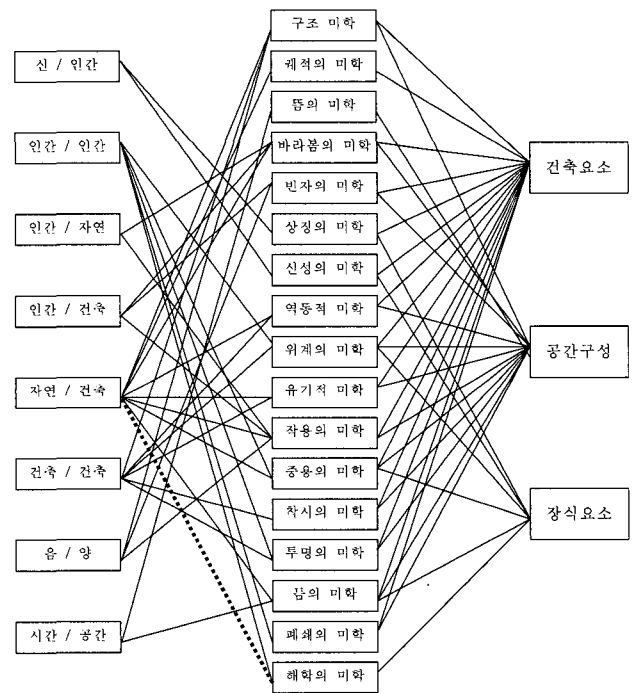 신 / 인간
인간 / 인간
인간 / 자연
인간 / 건축
자연 / 건축
건축 / 건축
음 / 양
시간 / 공간
구조 미학
궤적의 미학
뜸의 미학
바라봄의 미학
빈자의 미학
상징의 미학
신성의 미학
역동적 미학
위계의 미학
유기적 미학
작용의 미학
중용의 미학
차시의 미학
투명의 미학
끔의 미학
폐쇄의 미학
해학의 미학
건축요소
공간구성
장식요소